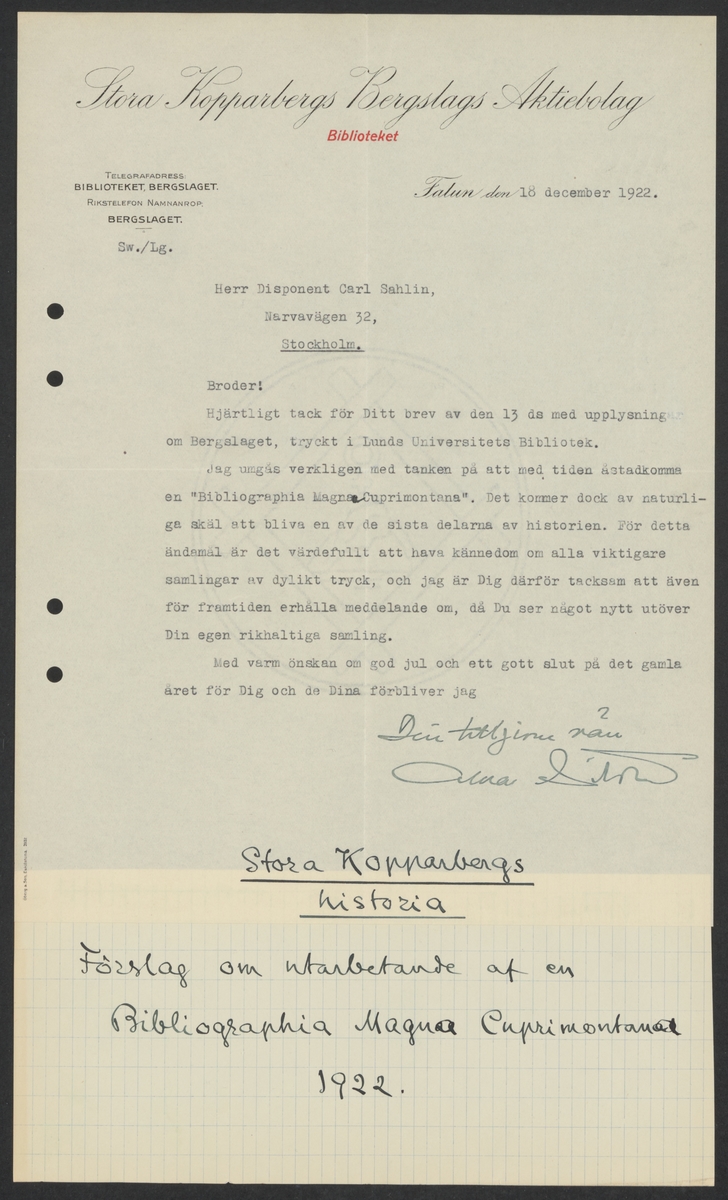 Stora Kopparbergs Bergslags Aktiebolag
Biblioteket
TELEGRAFADRESS:
BIBLIOTEKET, BERGSLAGET.
RIKSTELEFON NAMNANROP:
BERGSLAGET.
Sw./Lg.
Falun den 18 december 1922.
Herr Disponent Carl Sahlin,
Narvavägen 32,
Stockholm.
Broder!
Hjärtligt tack för Ditt brev av den 13 ds med upplysningar
om Bergslaget, tryckt i Lunds Universitets Bibliotek.
Jag umgås verkligen med tanken på att med tiden åstadkomma
en "Bibliographia Magnae Cuprimontana". Det kommer dock av naturli-
ga skäl att bliva en av de sista delarna av historien. För detta
ändamål är det värdefullt att hava kännedom om alla viktigare
samlingar av dylikt tryck, och jag är Dig därför tacksam att även
för framtiden erhålla meddelande om, då Du ser något nytt utöver
Din egen rikhaltiga samling.
Med varm önskan om god jul och ett gott slut på det gamla
året för Dig och de Dina förbliver jag
Din tillgivne vän
Stora Kopparbergs
historia
Förslag om utarbetande af en
Bibliographia Magnae Cuprimontanae
1922.